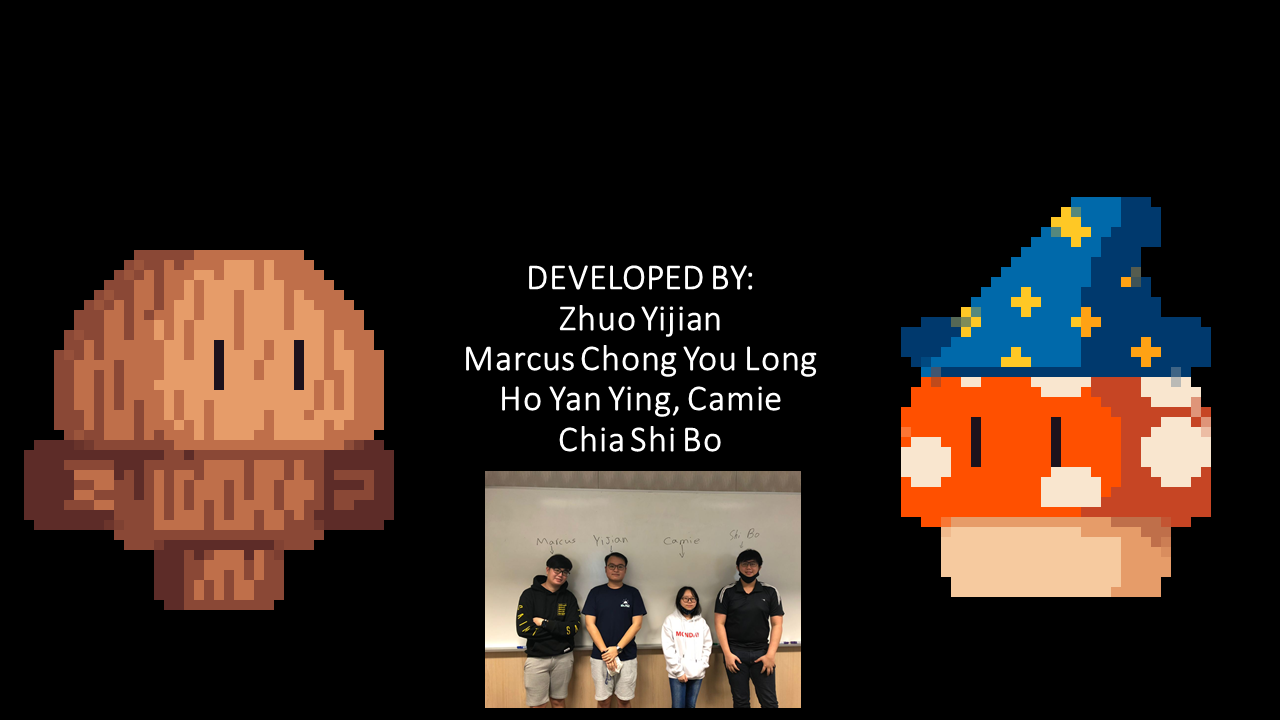 DEVELOPED BY:
Zhuo Yijian
Marcus Chong You Long
Ho Yan Ying, Camie
Chia Shi Bo
Marcus Yijian Camie Shi Bo